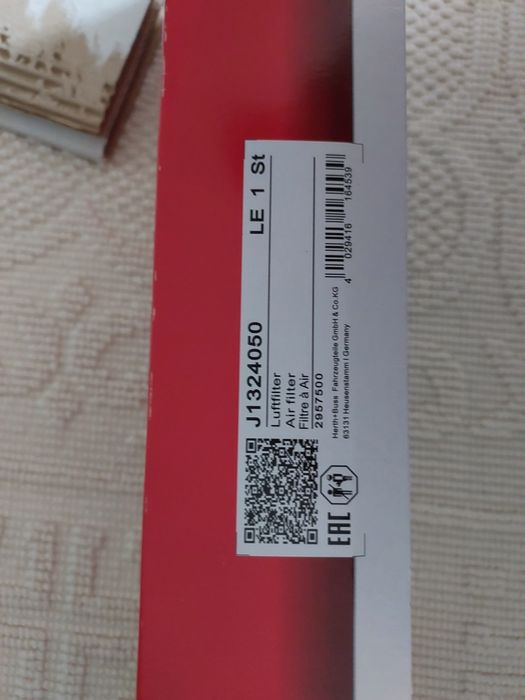 J1324050 LE 1 St
Luftfilter
Air filter
Filtre à Air
2957500
4 029416 164539
Herth+Buss Fahrzeugteile GmbH & Co.KG
63131 Heusenstamm I Germany
EAC